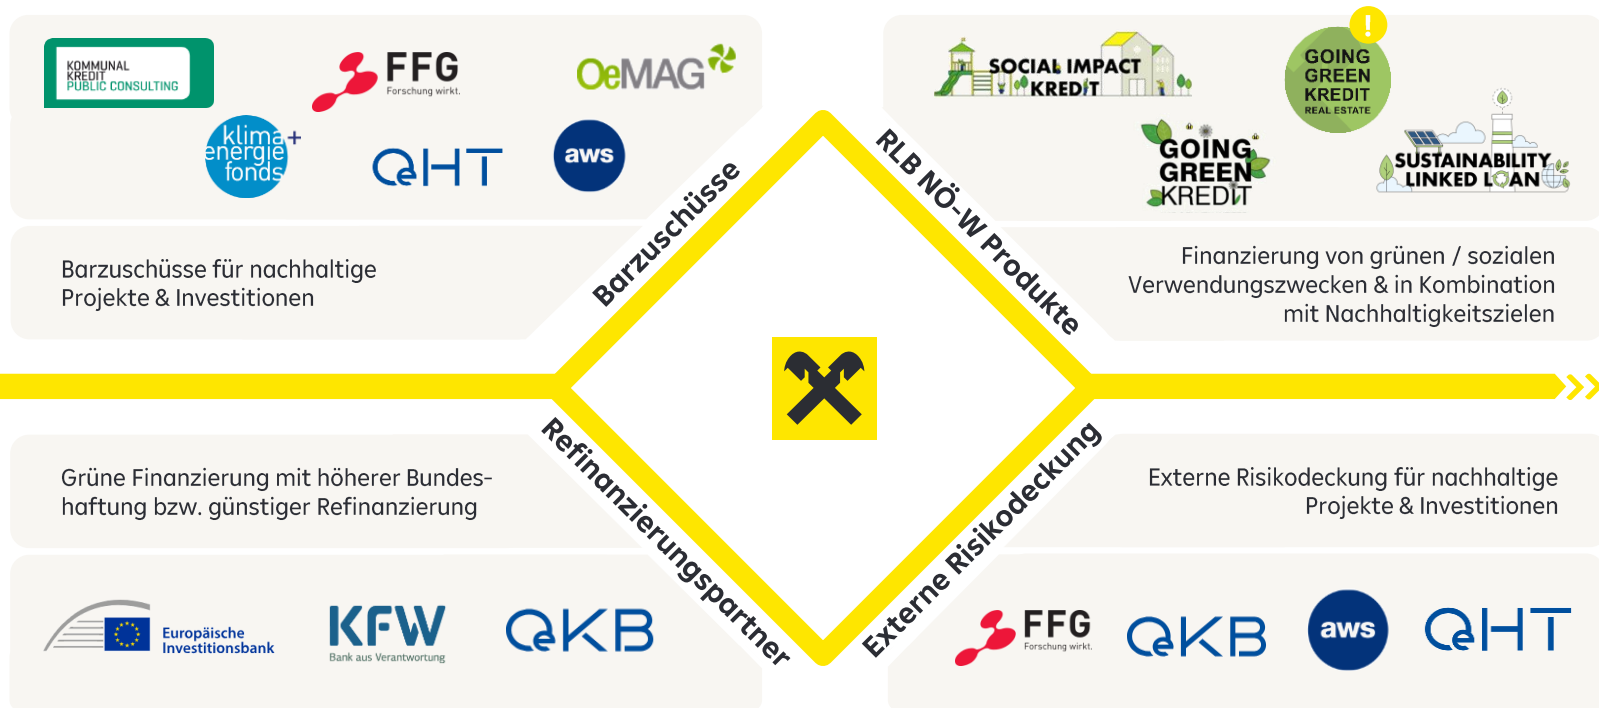 KOMMUNAL
KREDIT
PUBLIC CONSULTING
FFG
Forschung wirkt.
OeMAG
klima+
energie
fonds
OeHT
aws
Barzuschüsse
Barzuschüsse für nachhaltige
Projekte & Investitionen
SOCIAL IMPACT
KREDIT
!
GOING
GREEN
KREDIT
REAL ESTATE
GOING
GREEN
KREDIT
SUSTAINABILITY
LINKED LOAN
RLB NÖ-W Produkte
Finanzierung von grünen / sozialen
Verwendungszwecken & in Kombination
mit Nachhaltigkeitszielen
Grüne Finanzierung mit höherer Bundes-
haftung bzw. günstiger Refinanzierung
Refinanzierungspartner
Europäische
Investitionsbank
KFW
Bank aus Verantwortung
OeKB
Externe Risikodeckung
Externe Risikodeckung für nachhaltige
Projekte & Investitionen
FFG
Forschung wirkt.
OeKB
aws
OeHT